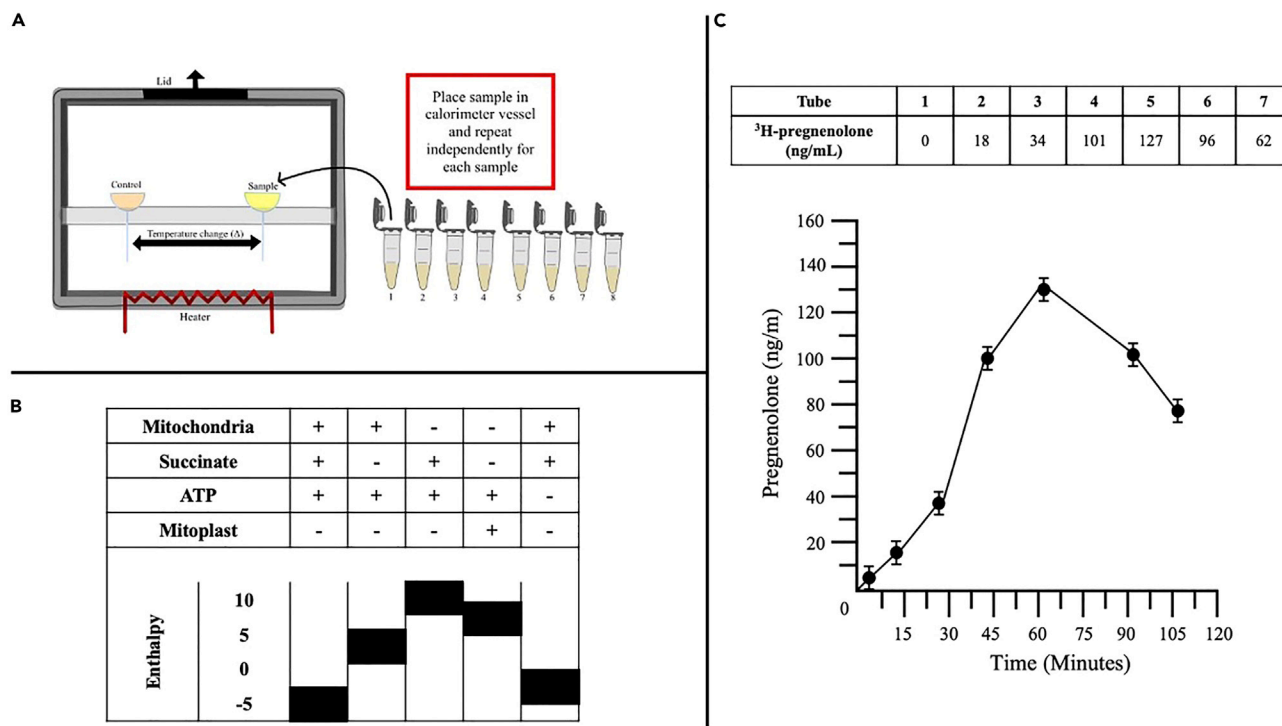 A
Lid
Control
Sample
Temperature change (Δ)
Heater
Place sample in
calorimeter vessel
and repeat
independently for
each sample
1 2 3 4 5 6 7 8
B
Mitochondria + + - - +
Succinate + - + - +
ATP + + + + -
Mitoplast - - - + -
Enthalpy
10
5
0
-5
C
Tube 1 2 3 4 5 6 7
³H-pregnenolone
(ng/mL) 0 18 34 101 127 96 62
Pregnenolone (ng/m)
160
140
120
100
80
60
40
20
0
15 30 45 60 75 90 105 120
Time (Minutes)